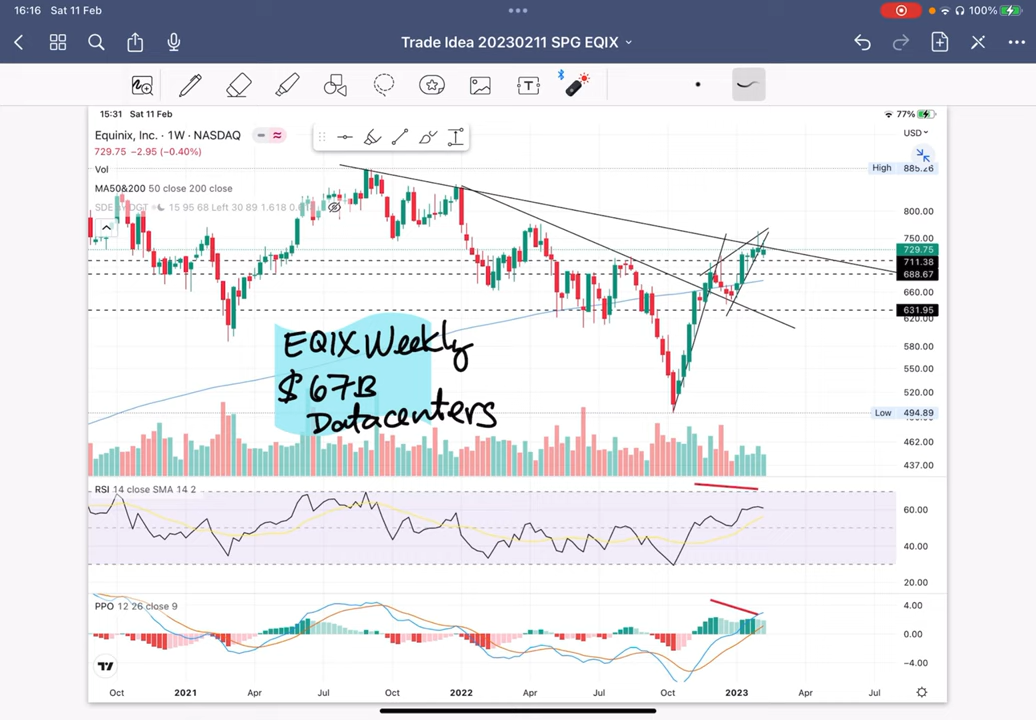 16:16 Sat 11 Feb
100%
Trade Idea 20230211 SPG EQIX
15:31 Sat 11 Feb
77%
Equinix, Inc. · 1W · NASDAQ
USD
729.75 −2.95 (−0.40%)
Vol
High 885.26
MA50&200 50 close 200 close
800.00
750.00
729.75
711.38
688.67
660.00
631.95
620.00
580.00
550.00
520.00
Low 494.89
462.00
437.00
EQIX Weekly
$ 67B
Datacenters
RSI 14 close SMA 14 2
60.00
40.00
20.00
PPO 12 26 close 9
4.00
0.00
−4.00
Oct 2021 Apr Jul Oct 2022 Apr Jul Oct 2023 Apr Jul